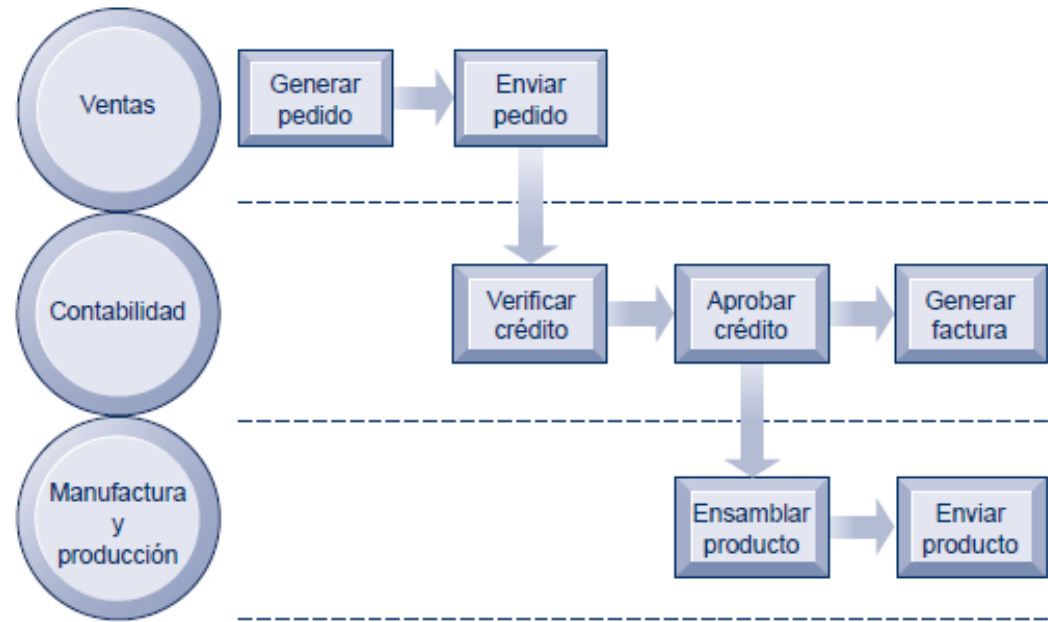 Ventas
Generar
pedido
Enviar
pedido
Contabilidad
Verificar
crédito
Aprobar
crédito
Generar
factura
Manufactura
y
producción
Ensamblar
producto
Enviar
producto